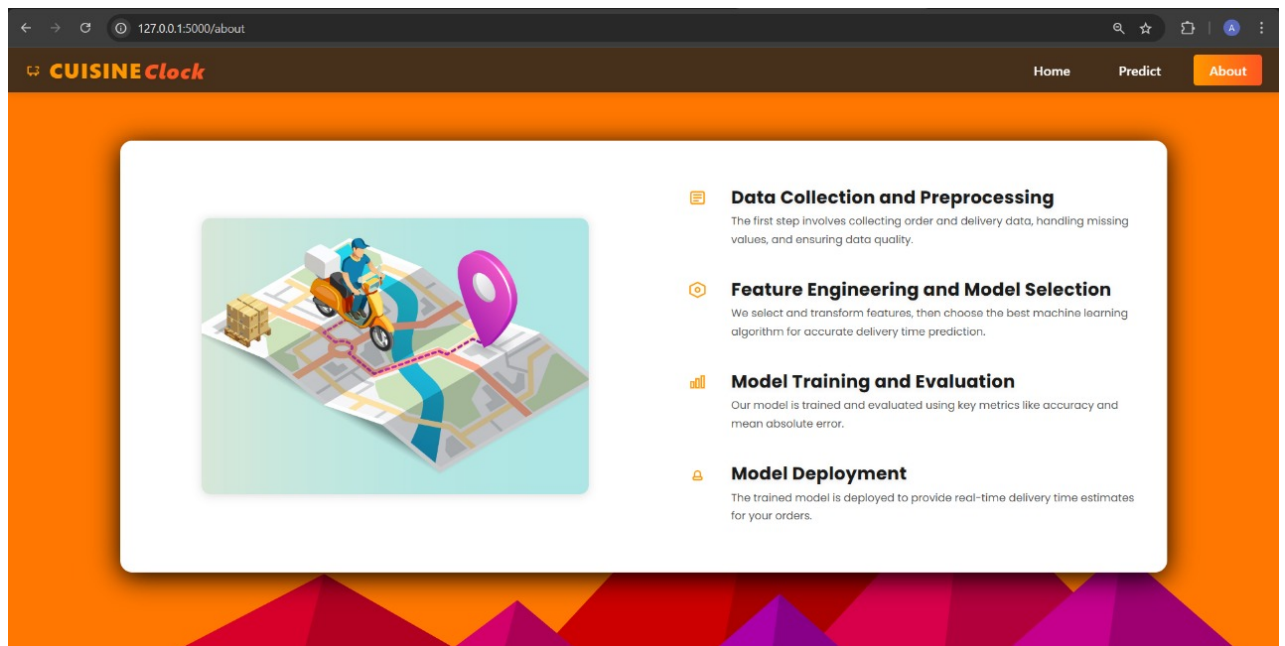 127.0.0.1:5000/about
A
CUISINE Clock
Home Predict About
Data Collection and Preprocessing
The first step involves collecting order and delivery data, handling missing
values, and ensuring data quality.
Feature Engineering and Model Selection
We select and transform features, then choose the best machine learning
algorithm for accurate delivery time prediction.
Model Training and Evaluation
Our model is trained and evaluated using key metrics like accuracy and
mean absolute error.
Model Deployment
The trained model is deployed to provide real-time delivery time estimates
for your orders.